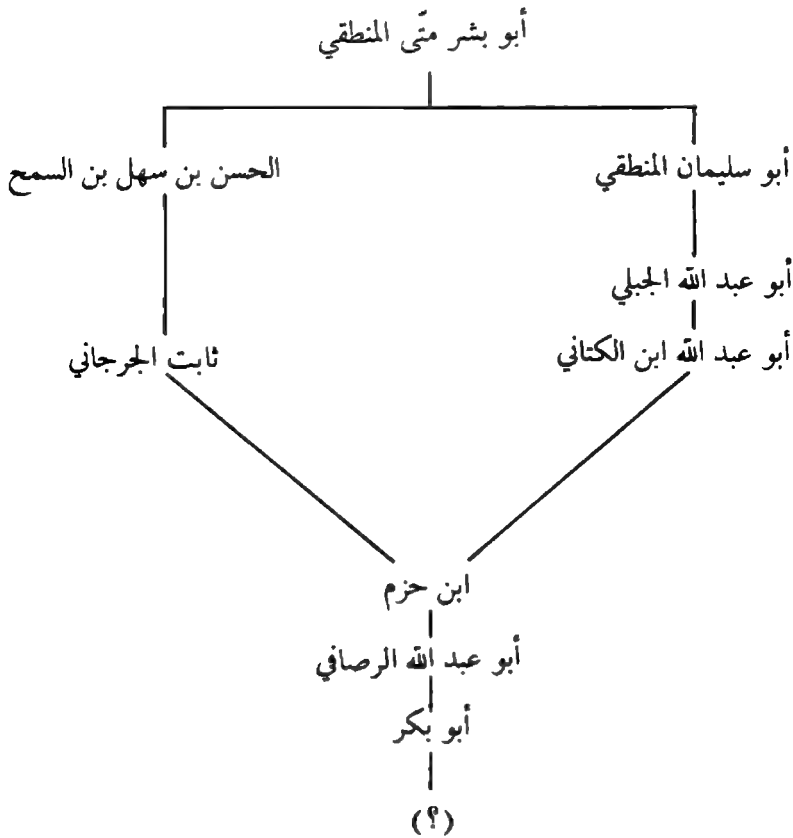 أبو بشر متّى المنطقي
أبو سليمان المنطقي
الحسن بن سهل بن السمح
أبو عبد الله الجبلي
أبو عبد الله ابن الكتاني
ثابت الجرجاني
ابن حزم
أبو عبد الله الرصافي
أبو بكر
(؟)